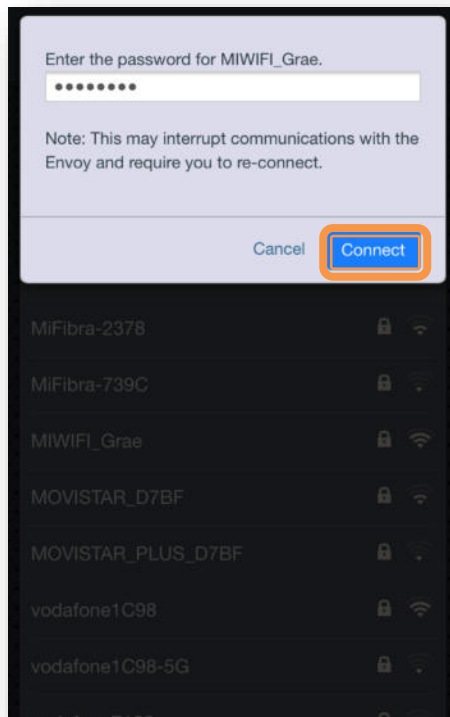 Enter the password for MIWIFI_Grae.
••••••••
Note: This may interrupt communications with the
Envoy and require you to re-connect.
Cancel Connect
MiFibra-2378
MiFibra-739C
MIWIFI_Grae
MOVISTAR_D7BF
MOVISTAR_PLUS_D7BF
vodafone1C98
vodafone1C98-5G